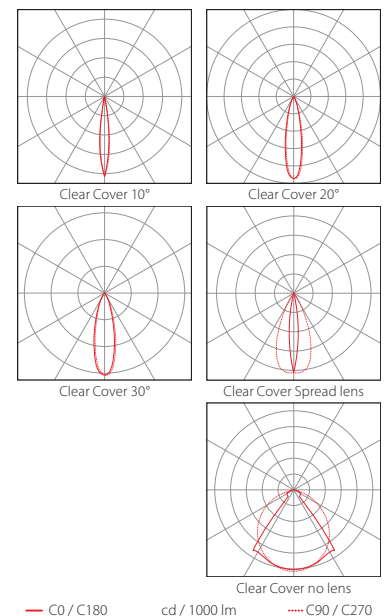 Clear Cover 10°
Clear Cover 20°
Clear Cover 30°
Clear Cover Spread lens
Clear Cover no lens
C0 / C180 cd / 1000 lm C90 / C270